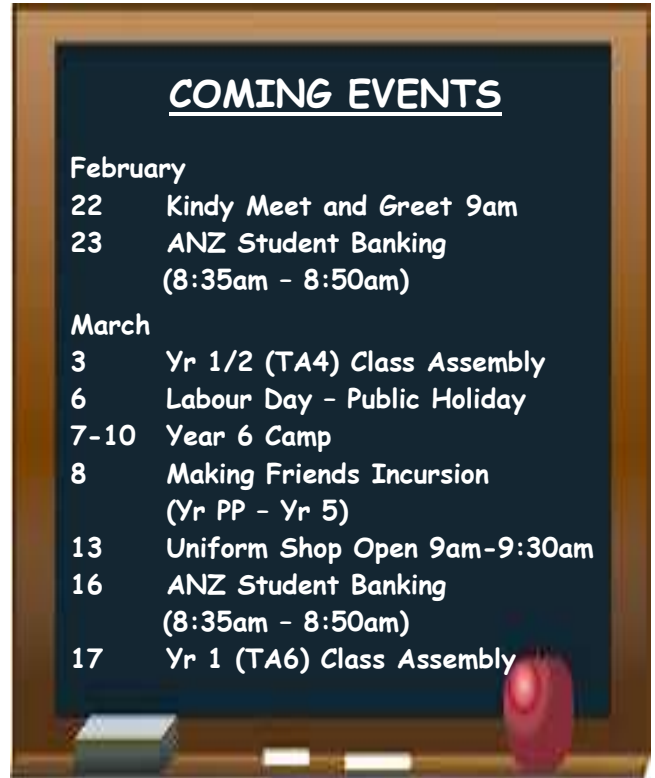 COMING EVENTS
February
22 Kindy Meet and Greet 9am
23 ANZ Student Banking
(8:35am – 8:50am)
March
3 Yr 1/2 (TA4) Class Assembly
6 Labour Day – Public Holiday
7-10 Year 6 Camp
8 Making Friends Incursion
(Yr PP – Yr 5)
13 Uniform Shop Open 9am-9:30am
16 ANZ Student Banking
(8:35am – 8:50am)
17 Yr 1 (TA6) Class Assembly